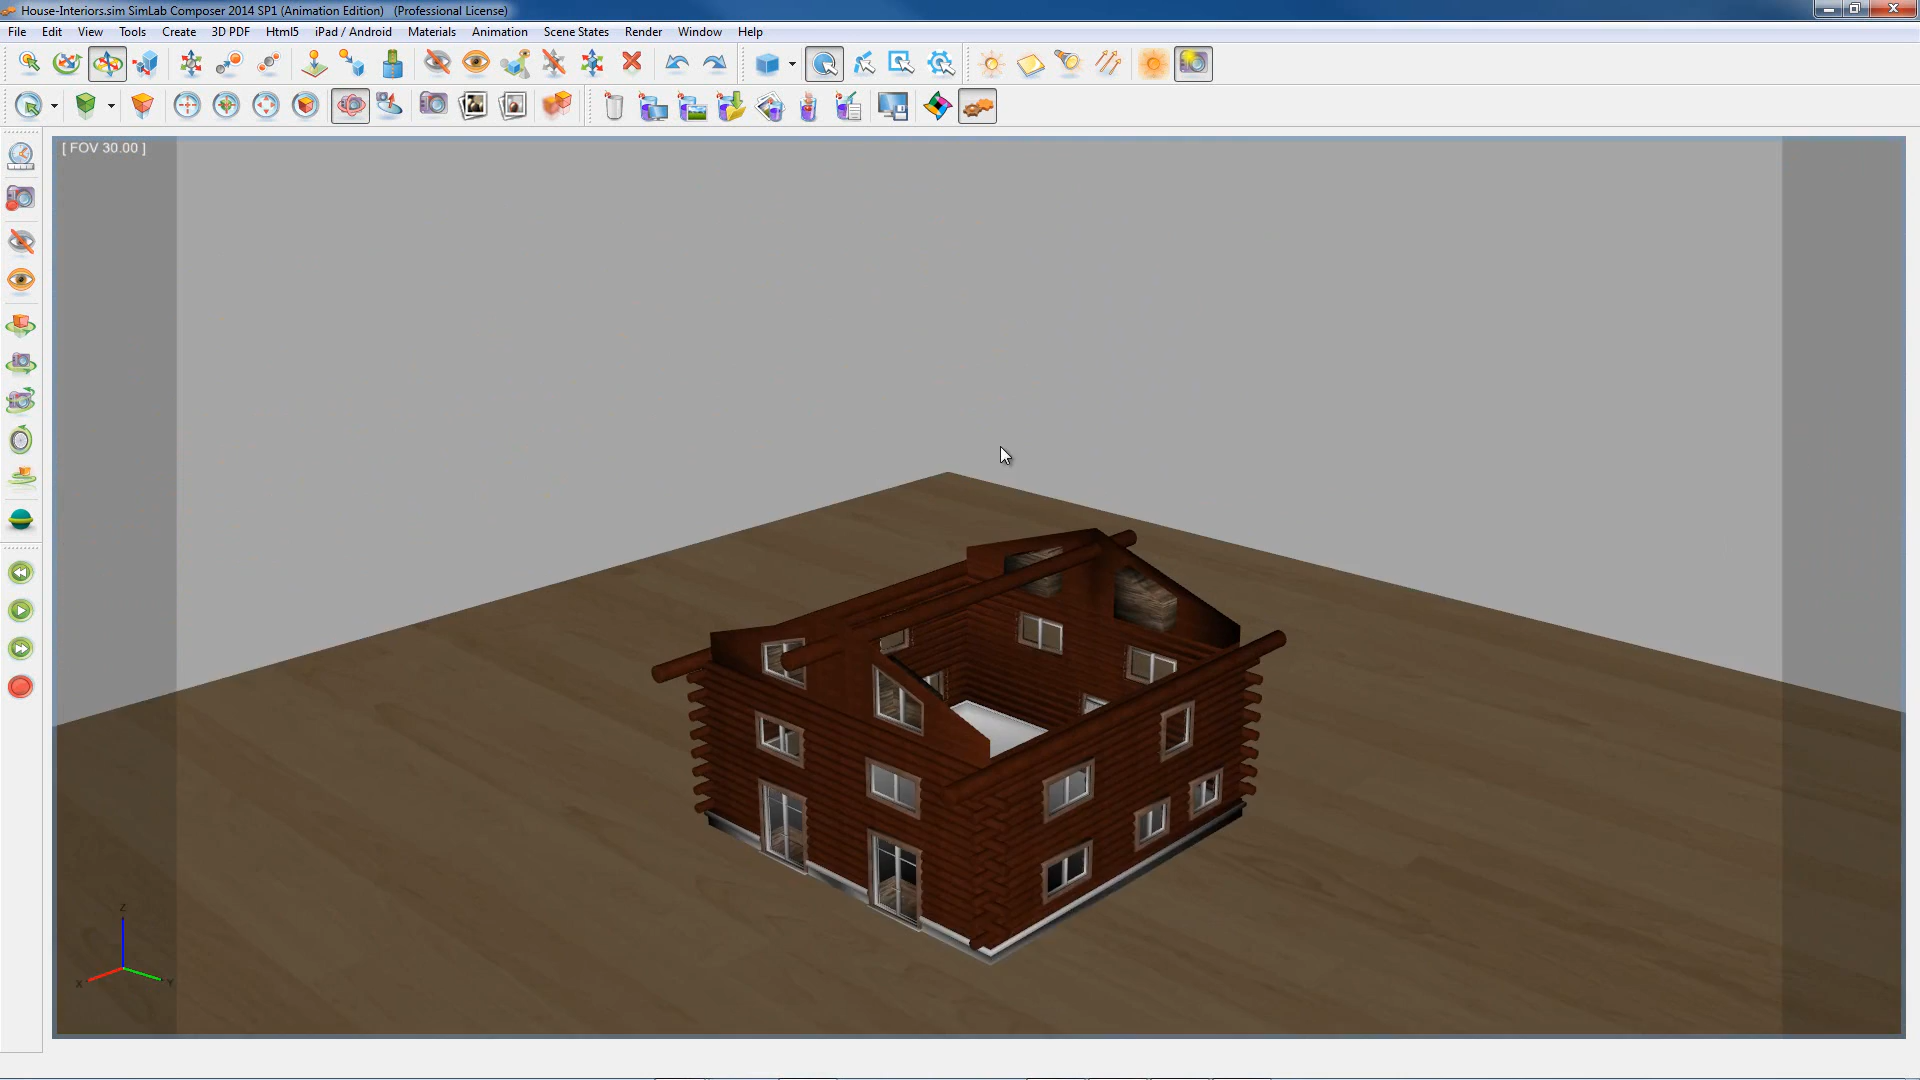 House-Interiors.sim SimLab Composer 2014 SP1 (Animation Edition)   (Professional License)
File Edit View Tools Create 3D PDF Html5 iPad / Android Materials Animation Scene States Render Window Help
[ FOV 30.00 ]
Z
X
Y